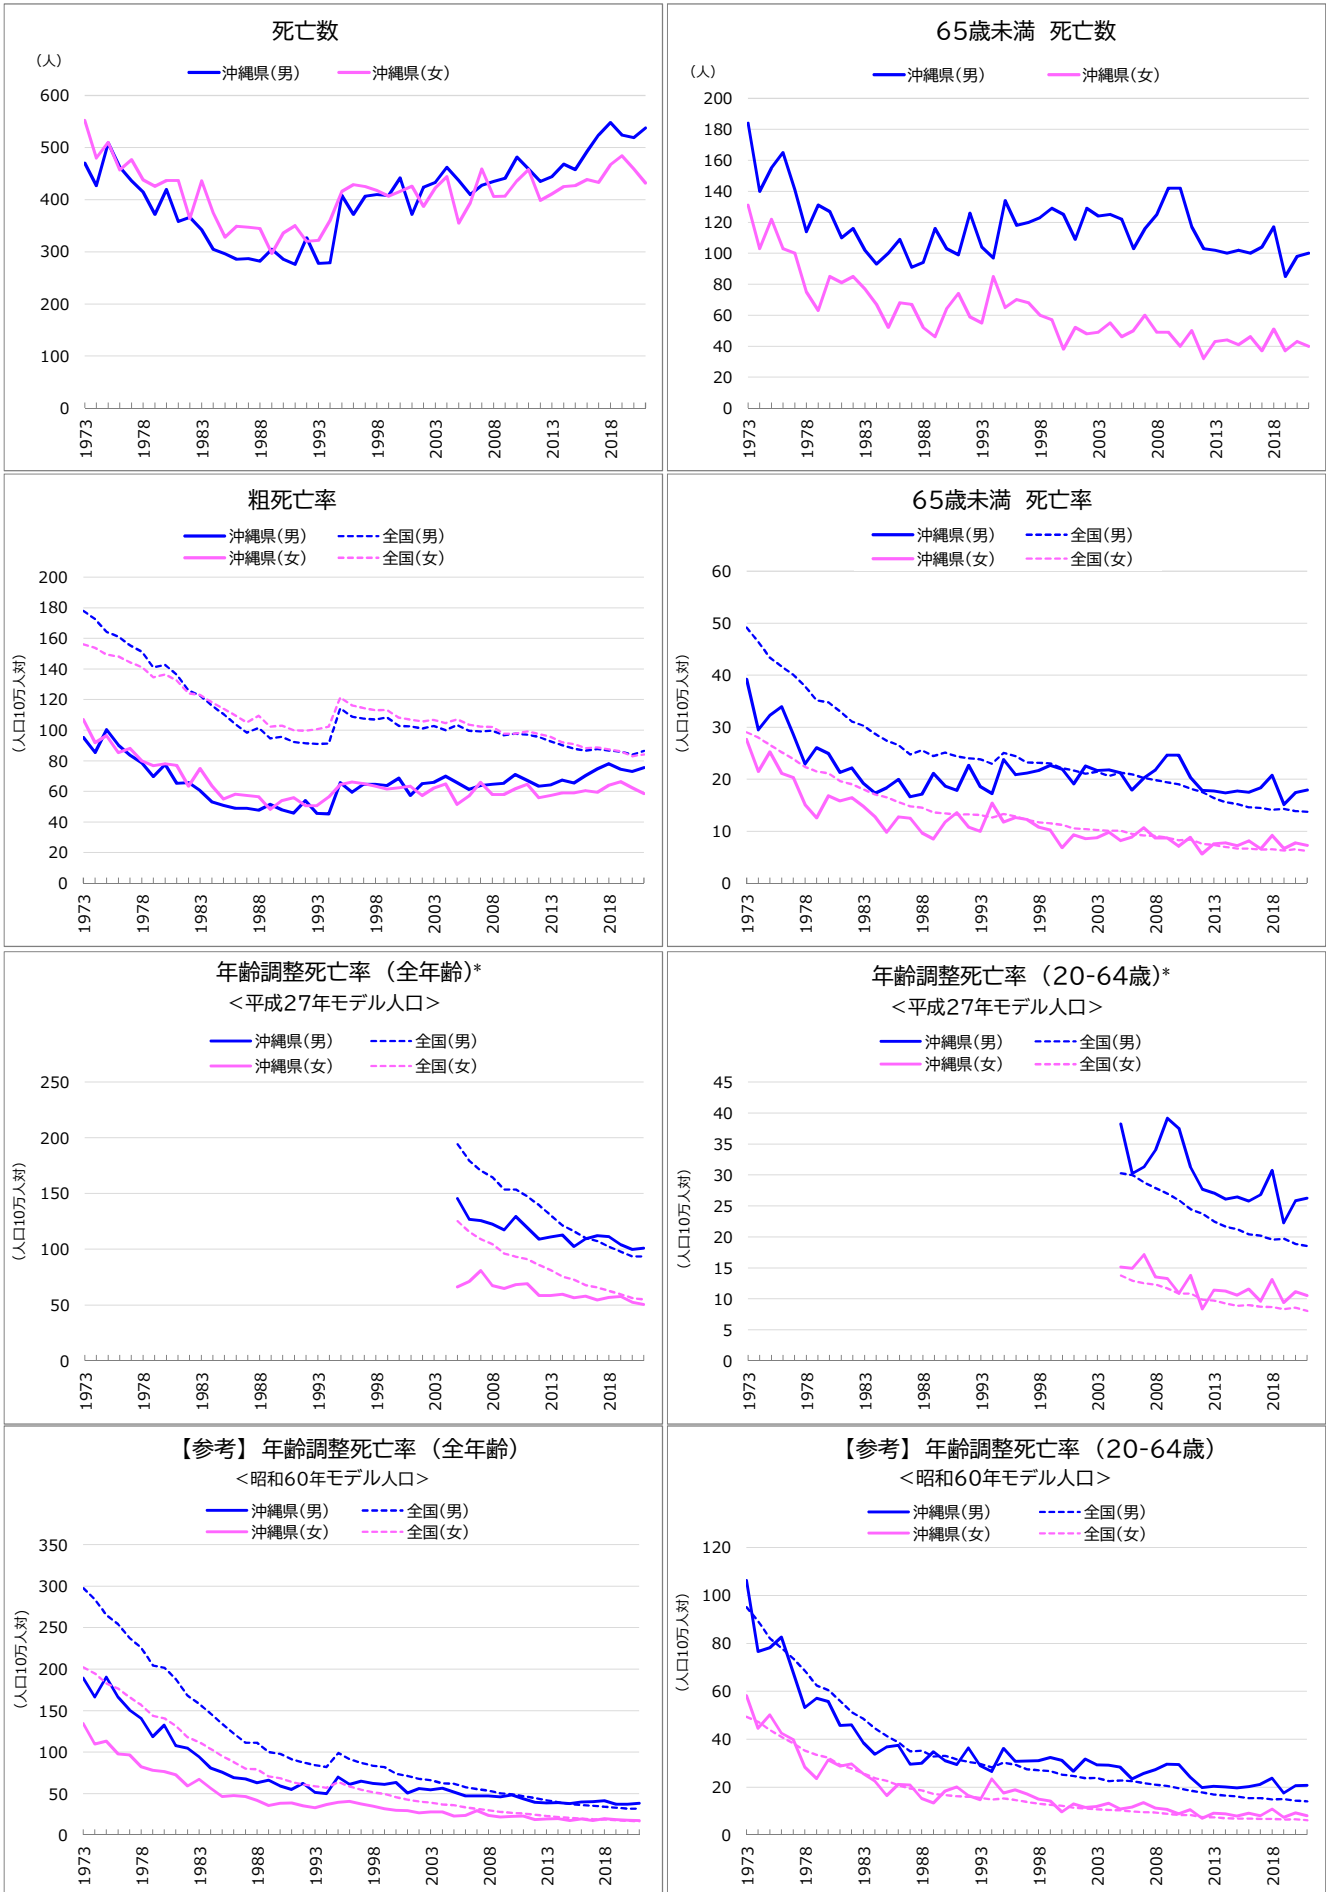 死亡数
(人)
沖縄県(男) 沖縄県(女)
600
500
400
300
200
100
0
1973 1978 1983 1988 1993 1998 2003 2008 2013 2018
65歳未満 死亡数
(人)
沖縄県(男) 沖縄県(女)
200
180
160
140
120
100
80
60
40
20
0
1973 1978 1983 1988 1993 1998 2003 2008 2013 2018
粗死亡率
沖縄県(男) 全国(男)
沖縄県(女) 全国(女)
(人口10万人対)
200
180
160
140
120
100
80
60
40
20
0
1973 1978 1983 1988 1993 1998 2003 2008 2013 2018
65歳未満 死亡率
沖縄県(男) 全国(男)
沖縄県(女) 全国(女)
(人口10万人対)
60
50
40
30
20
10
0
1973 1978 1983 1988 1993 1998 2003 2008 2013 2018
年齢調整死亡率（全年齢)*
＜平成27年モデル人口＞
沖縄県(男) 全国(男)
沖縄県(女) 全国(女)
(人口10万人対)
250
200
150
100
50
0
1973 1978 1983 1988 1993 1998 2003 2008 2013 2018
年齢調整死亡率（20-64歳)*
＜平成27年モデル人口＞
沖縄県(男) 全国(男)
沖縄県(女) 全国(女)
(人口10万人対)
45
40
35
30
25
20
15
10
5
0
1973 1978 1983 1988 1993 1998 2003 2008 2013 2018
【参考】年齢調整死亡率（全年齢）
＜昭和60年モデル人口＞
沖縄県(男) 全国(男)
沖縄県(女) 全国(女)
(人口10万人対)
350
300
250
200
150
100
50
0
1973 1978 1983 1988 1993 1998 2003 2008 2013 2018
【参考】年齢調整死亡率（20-64歳）
＜昭和60年モデル人口＞
沖縄県(男) 全国(男)
沖縄県(女) 全国(女)
(人口10万人対)
120
100
80
60
40
20
0
1973 1978 1983 1988 1993 1998 2003 2008 2013 2018